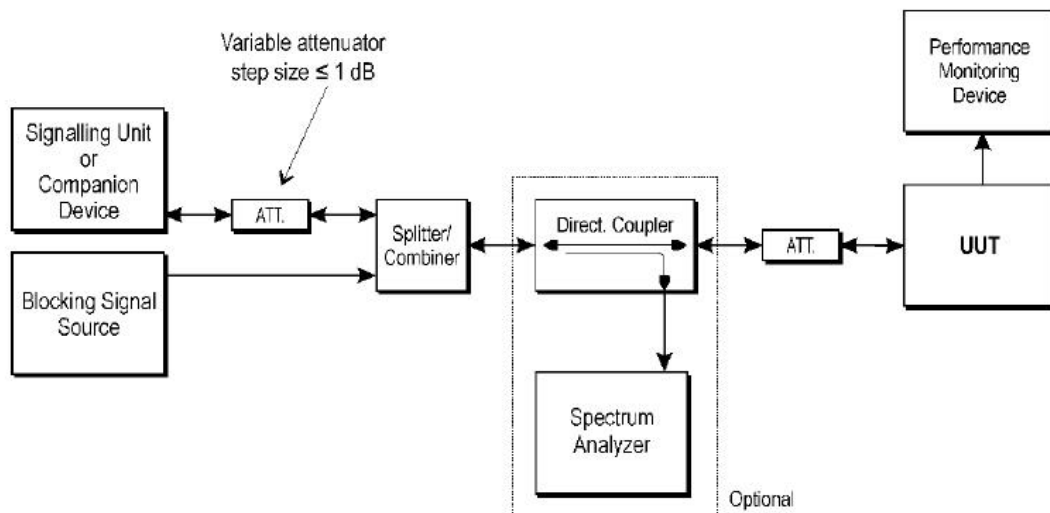 Variable attenuator
step size ≤ 1 dB
Signalling Unit
or
Companion
Device
ATT.
Splitter/
Combiner
Blocking Signal
Source
Direct. Coupler
Spectrum
Analyzer
Optional
ATT.
Performance
Monitoring
Device
UUT